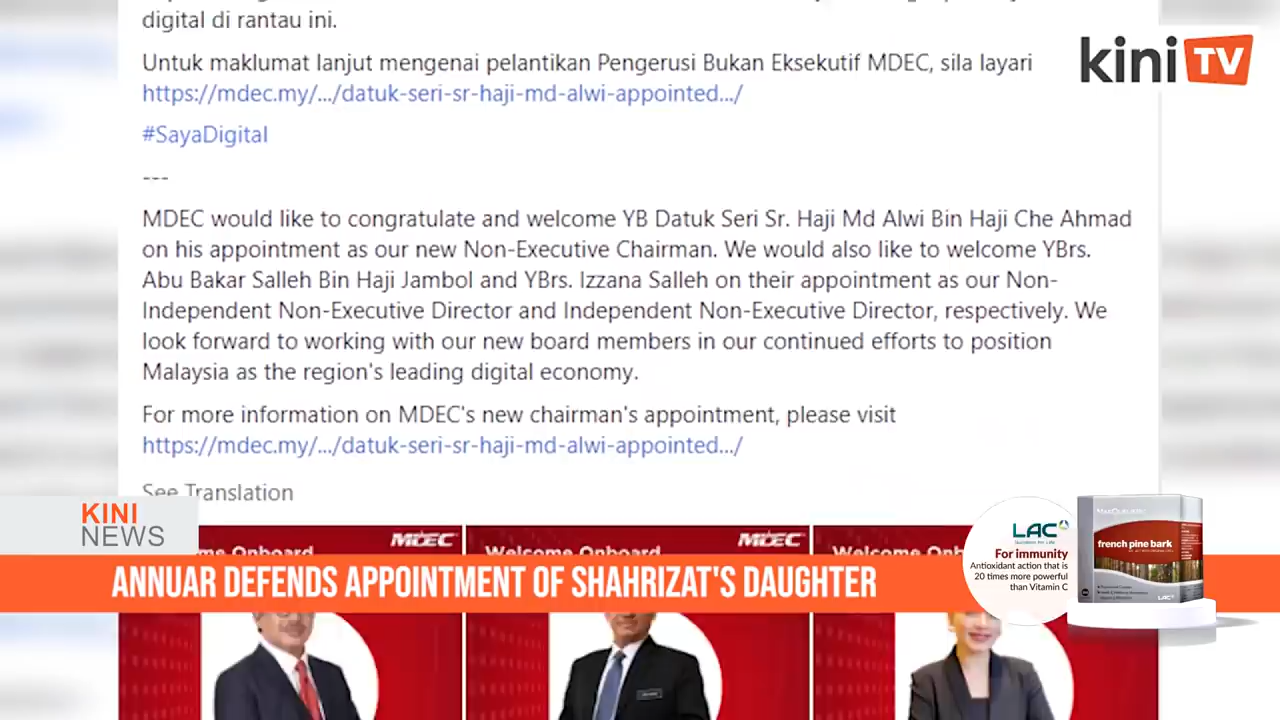 digital di rantau ini.
kini TV
Untuk maklumat lanjut mengenai pelantikan Pengerusi Bukan Eksekutif MDEC, sila layari
https://mdec.my/.../datuk-seri-sr-haji-md-alwi-appointed.../
#SayaDigital
---
MDEC would like to congratulate and welcome YB Datuk Seri Sr. Haji Md Alwi Bin Haji Che Ahmad
on his appointment as our new Non-Executive Chairman. We would also like to welcome YBrs.
Abu Bakar Salleh Bin Haji Jambol and YBrs. Izzana Salleh on their appointment as our Non-
Independent Non-Executive Director and Independent Non-Executive Director, respectively. We
look forward to working with our new board members in our continued efforts to position
Malaysia as the region's leading digital economy.
For more information on MDEC's new chairman's appointment, please visit
https://mdec.my/.../datuk-seri-sr-haji-md-alwi-appointed.../
See Translation
KINI
NEWS
MDEC
Onboard
MDEC
Welcome Onboard
Welcome
ANNUAR DEFENDS APPOINTMENT OF SHAHRIZAT'S DAUGHTER
LAC
For immunity
Antioxidant action that is
20 times more powerful
than Vitamin C
french pine bark
LAC